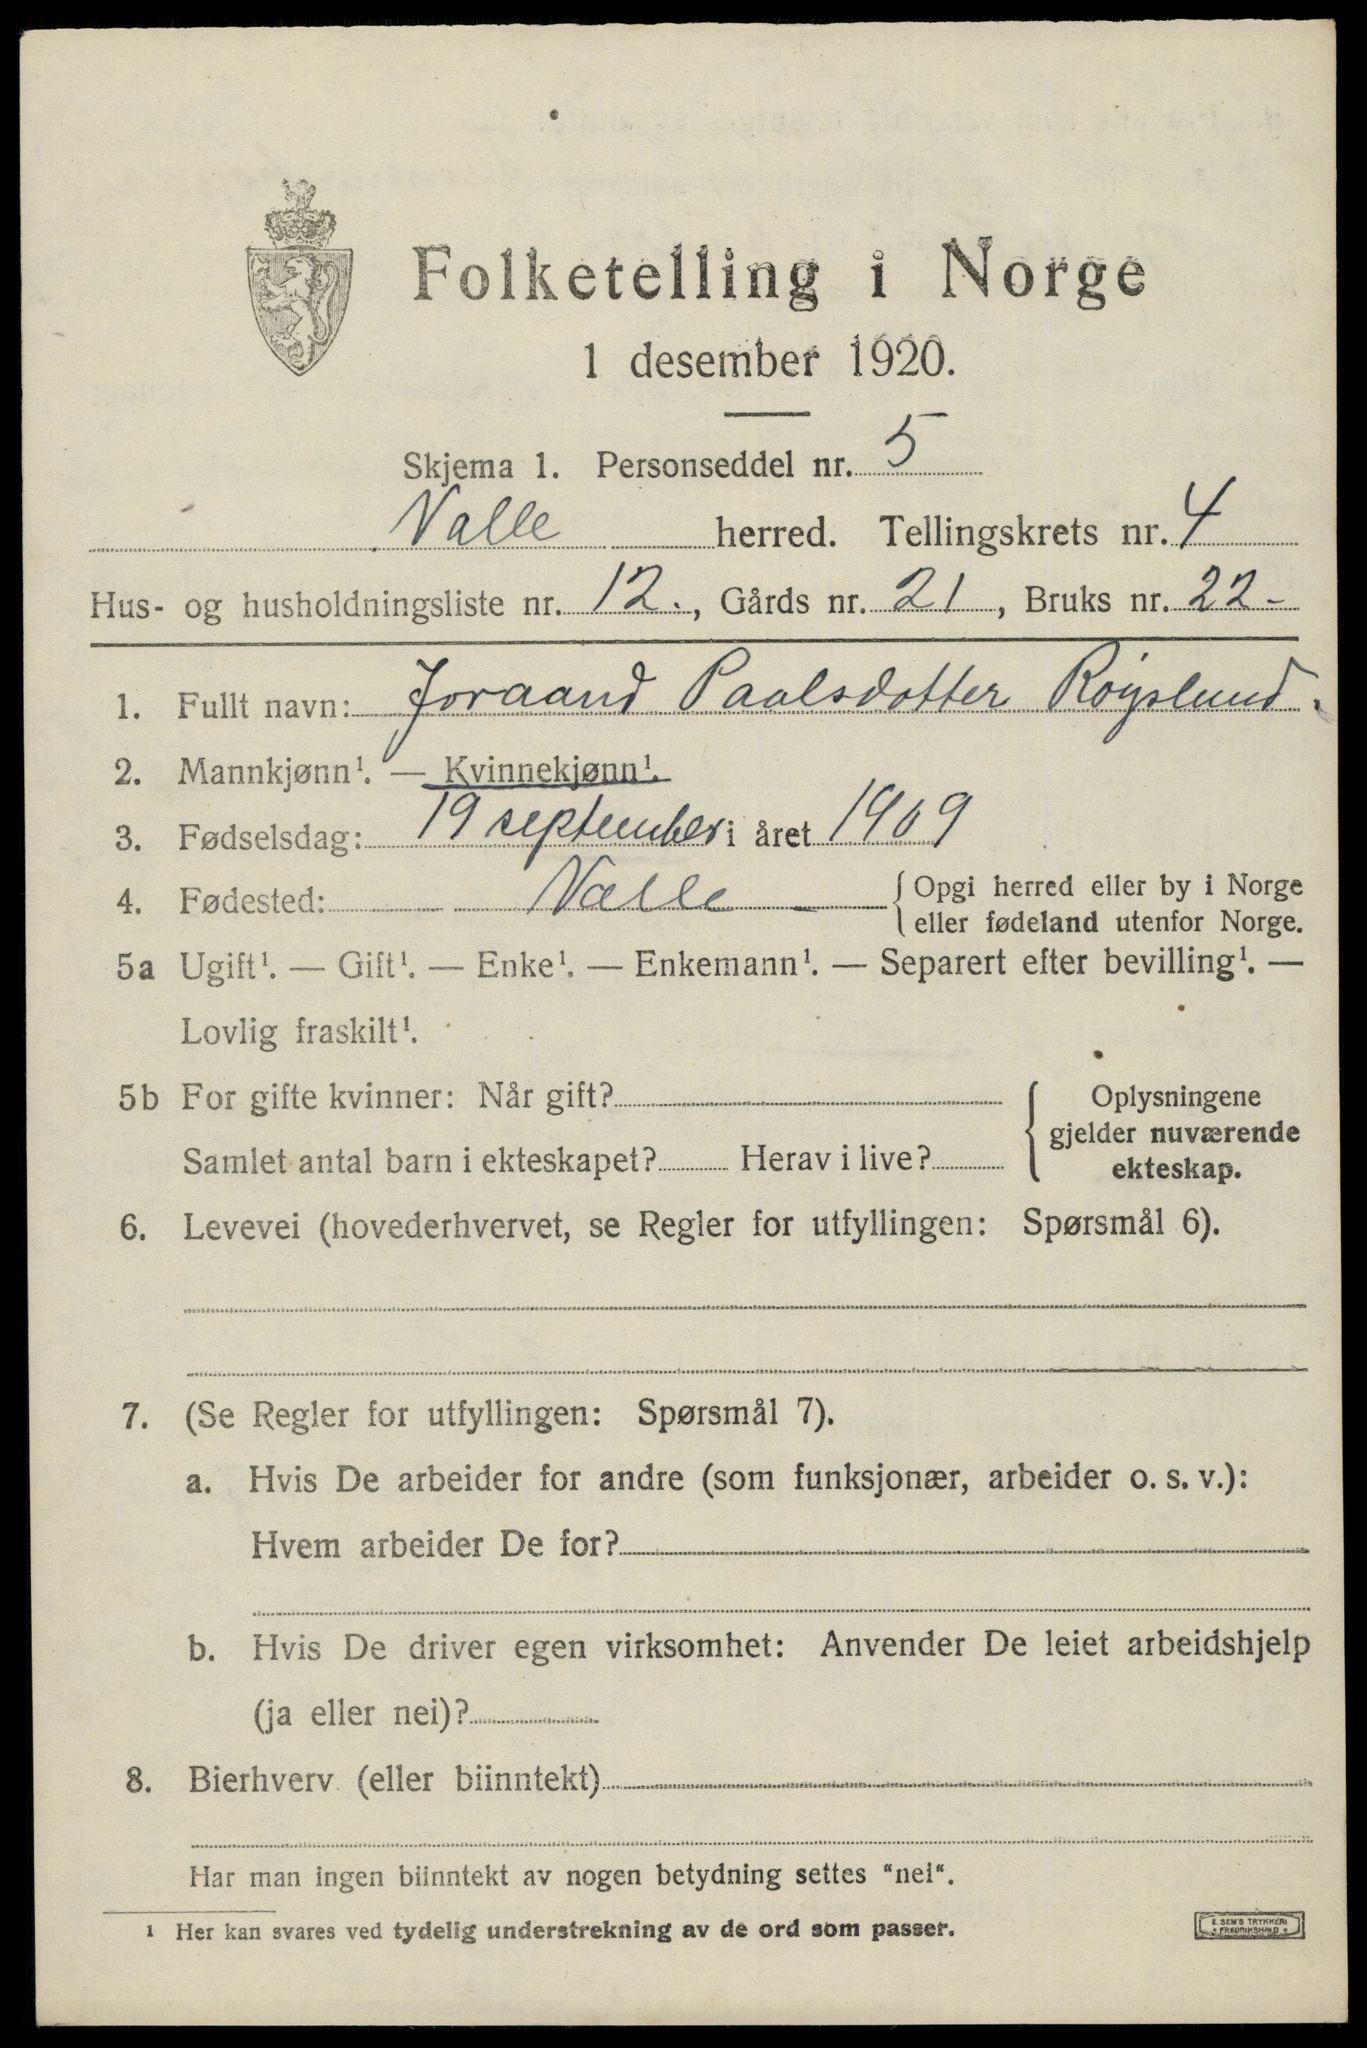 Folketelling i Norge
1 desember 1920.
Skjema 1. Personseddel nr. 5
Valle herred. Tellingskrets nr. 4
Hus- og husholdningsliste nr. 12., Gårds nr. 21, Bruks nr. 22-
1. Fullt navn: Joraand Paalsdotter Röyslund.
2. Mannkjønn¹. — Kvinnekjønn¹.
3. Fødselsdag: 19 september i året 1909
4. Fødested: Valle — { Opgi herred eller by i Norge
eller fødeland utenfor Norge.
5a Ugift¹. — Gift¹. — Enke¹. — Enkemann¹. — Separert efter bevilling¹. —
Lovlig fraskilt¹.
5b For gifte kvinner: Når gift?
Samlet antal barn i ekteskapet? Herav i live?
Oplysningene
gjelder nuværende
ekteskap.
6. Levevei (hovederhvervet, se Regler for utfyllingen: Spørsmål 6).
7. (Se Regler for utfyllingen: Spørsmål 7).
a. Hvis De arbeider for andre (som funksjonær, arbeider o. s. v.):
Hvem arbeider De for?
b. Hvis De driver egen virksomhet: Anvender De leiet arbeidshjelp
(ja eller nei)?
8. Bierhverv (eller biinntekt)
Har man ingen biinntekt av nogen betydning settes "nei".
¹ Her kan svares ved tydelig understrekning av de ord som passer.
E. SEM'S TRYKKERI
* FREDRIKSHALD *